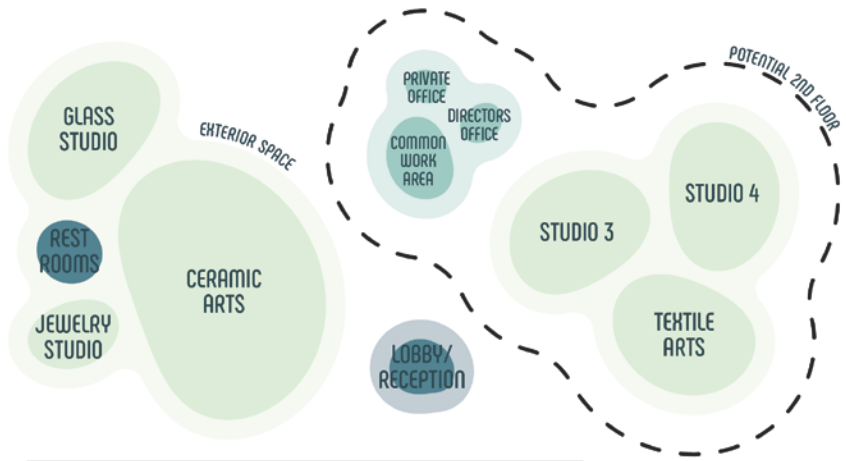 GLASS
STUDIO
EXTERIOR SPACE
REST
ROOMS
CERAMIC
ARTS
JEWELRY
STUDIO
PRIVATE
OFFICE
DIRECTORS
OFFICE
COMMON
WORK
AREA
LOBBY/
RECEPTION
POTENTIAL 2ND FLOOR
STUDIO 3
STUDIO 4
TEXTILE
ARTS